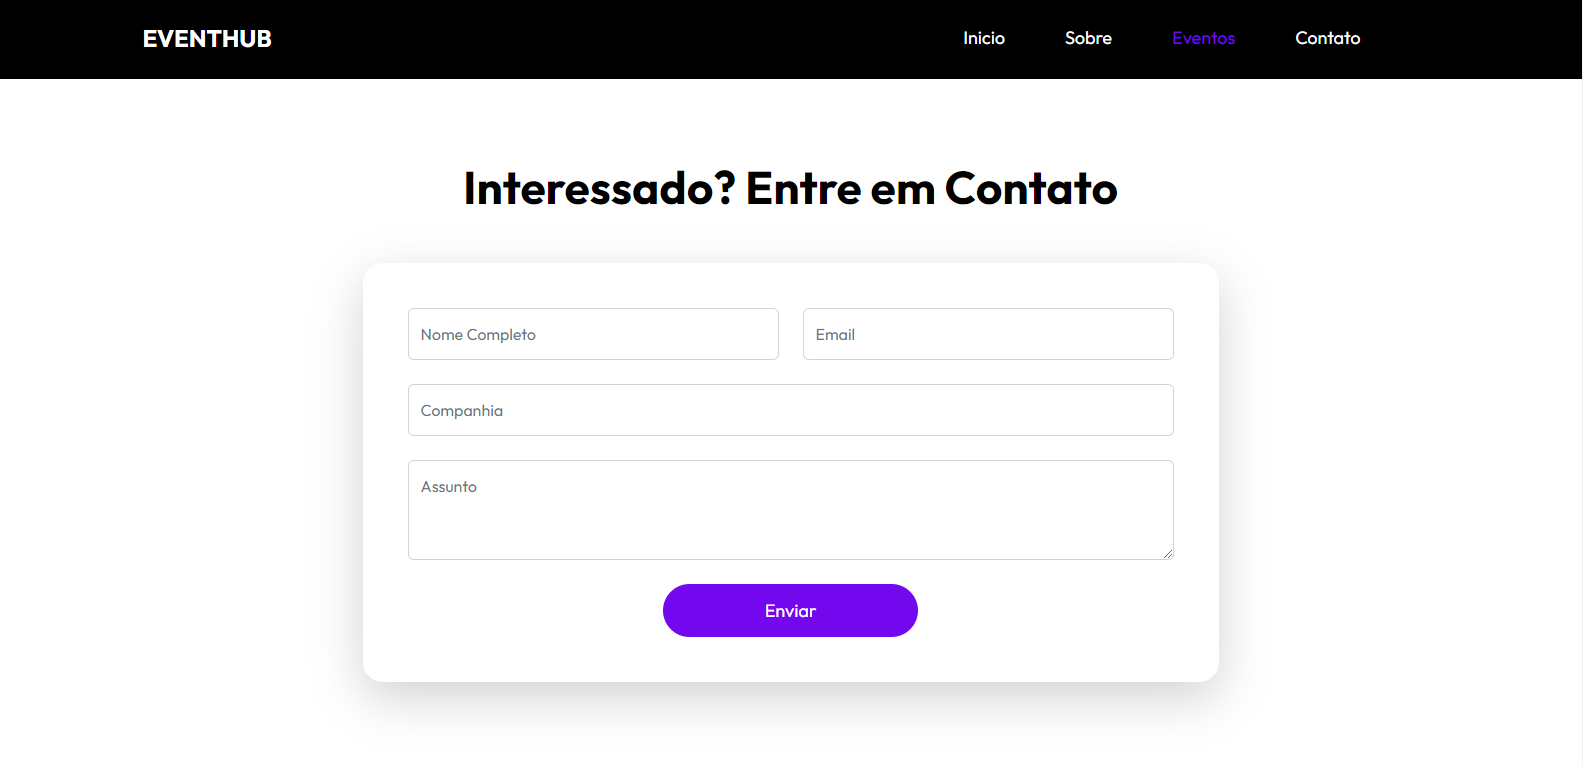 EVENTHUB Inicio Sobre Eventos Contato
Interessado? Entre em Contato
Nome Completo Email
Companhia
Assunto
Enviar